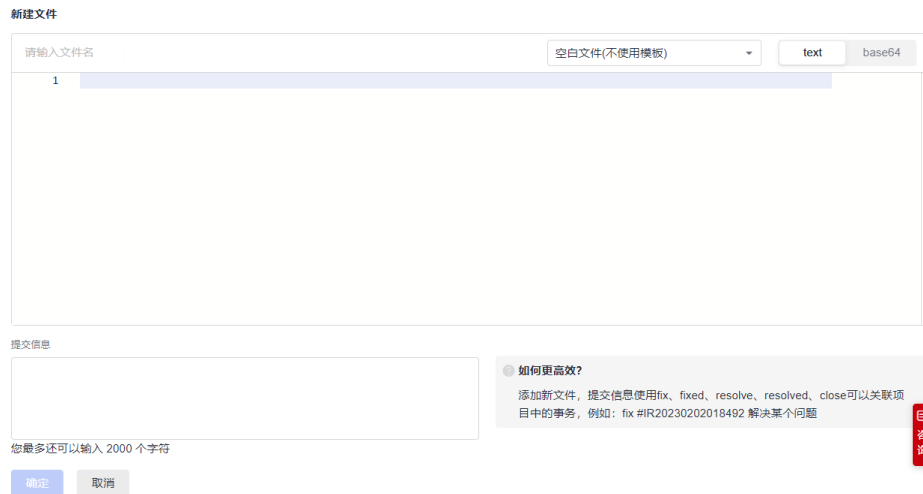 新建文件
请输入文件名
空白文件(不使用模板)
text
base64
1
提交信息
如何更高效?
添加新文件，提交信息使用fix、fixed、resolve、resolved、close可以关联项
目中的事务，例如：fix #IR20230202018492 解决某个问题
您最多还可以输入 2000 个字符
确定
取消
咨
询